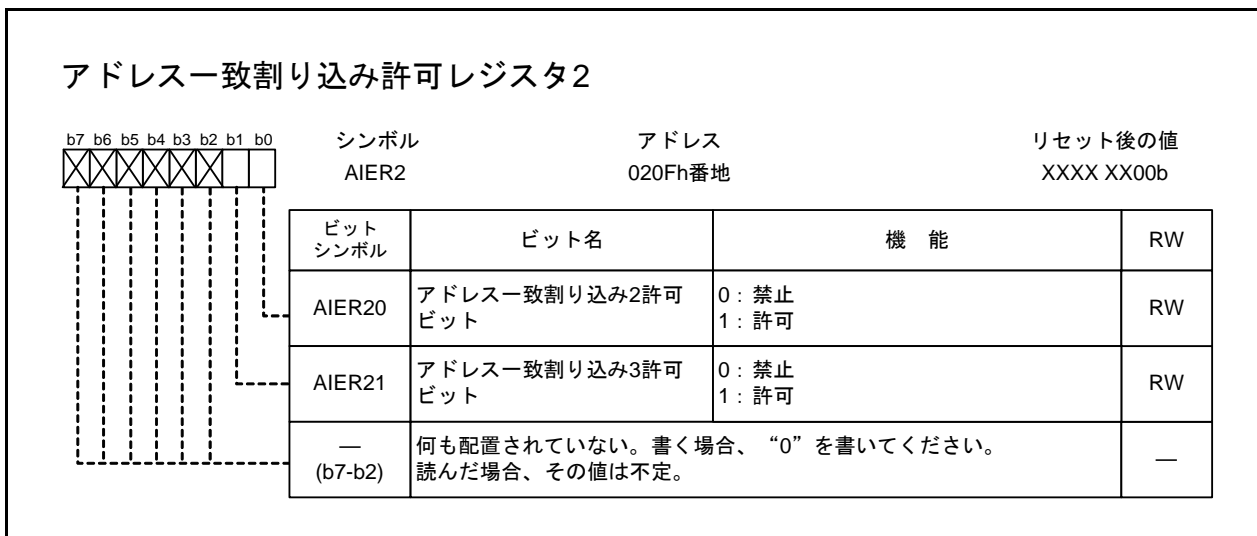 アドレス一致割り込み許可レジスタ2
b7 b6 b5 b4 b3 b2 b1 b0
シンボル アドレス リセット後の値
AIER2 020Fh番地 XXXX XX00b
ビット
シンボル
ビット名 機 能 RW
AIER20
アドレス一致割り込み2許可
ビット
0:禁止
1:許可
RW
AIER21
アドレス一致割り込み3許可
ビット
0:禁止
1:許可
RW
—
(b7-b2)
何も配置されていない。書く場合、“0”を書いてください。
読んだ場合、その値は不定。
—